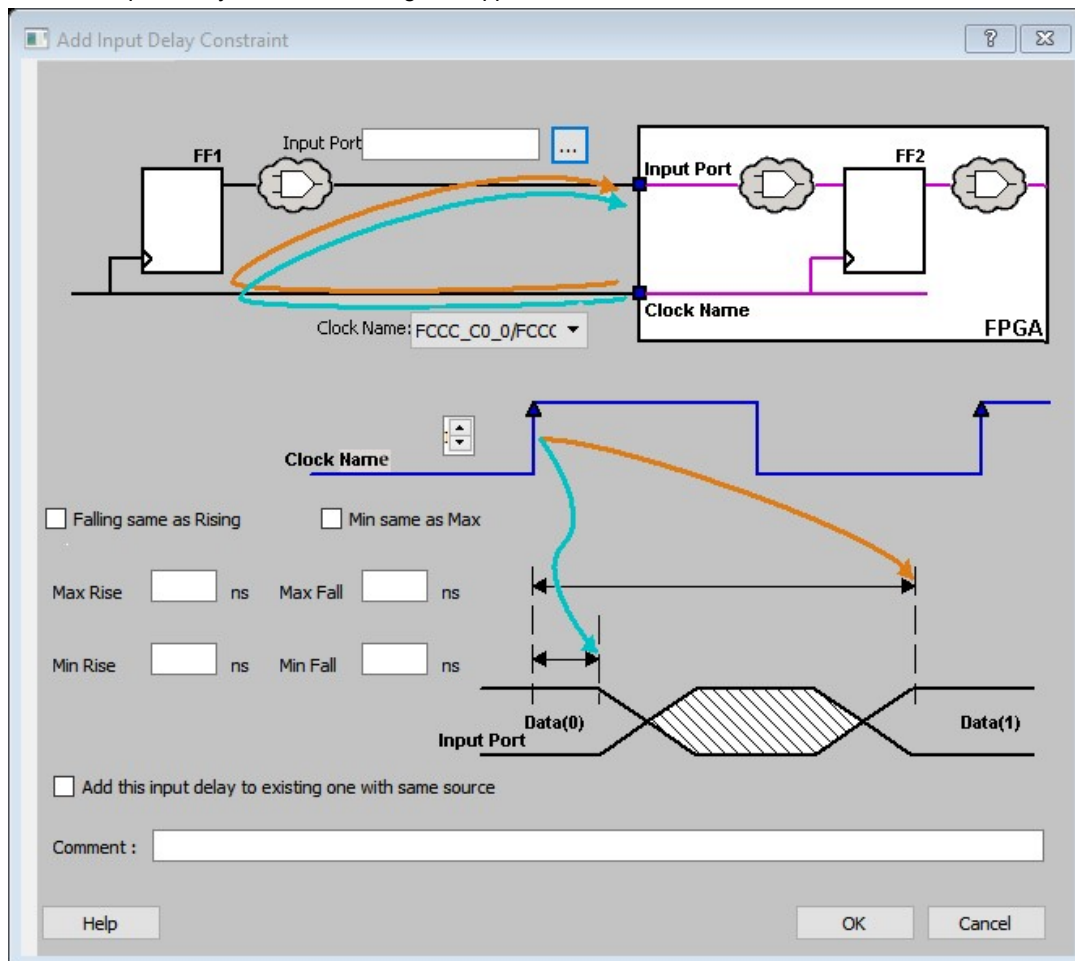 Add Input Delay Constraint
Input Port
...
FF1
Input Port
FF2
Clock Name
FPGA
Clock Name: FCCC_C0_0/FCCC
Clock Name
Falling same as Rising
Min same as Max
Max Rise ns Max Fall ns
Min Rise ns Min Fall ns
Data(0)
Data(1)
Input Port
Add this input delay to existing one with same source
Comment :
Help
OK
Cancel